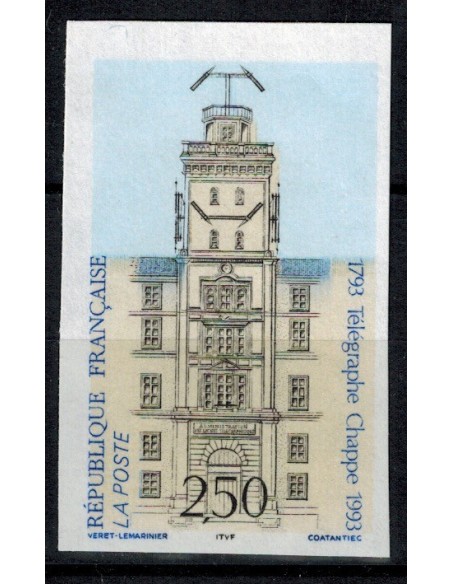 RÉPUBLIQUE FRANÇAISE
LA POSTE
1793 Télégraphe Chappe 1993
2,50
VERET-LEMARINIER
ITVF
COATANTIEC